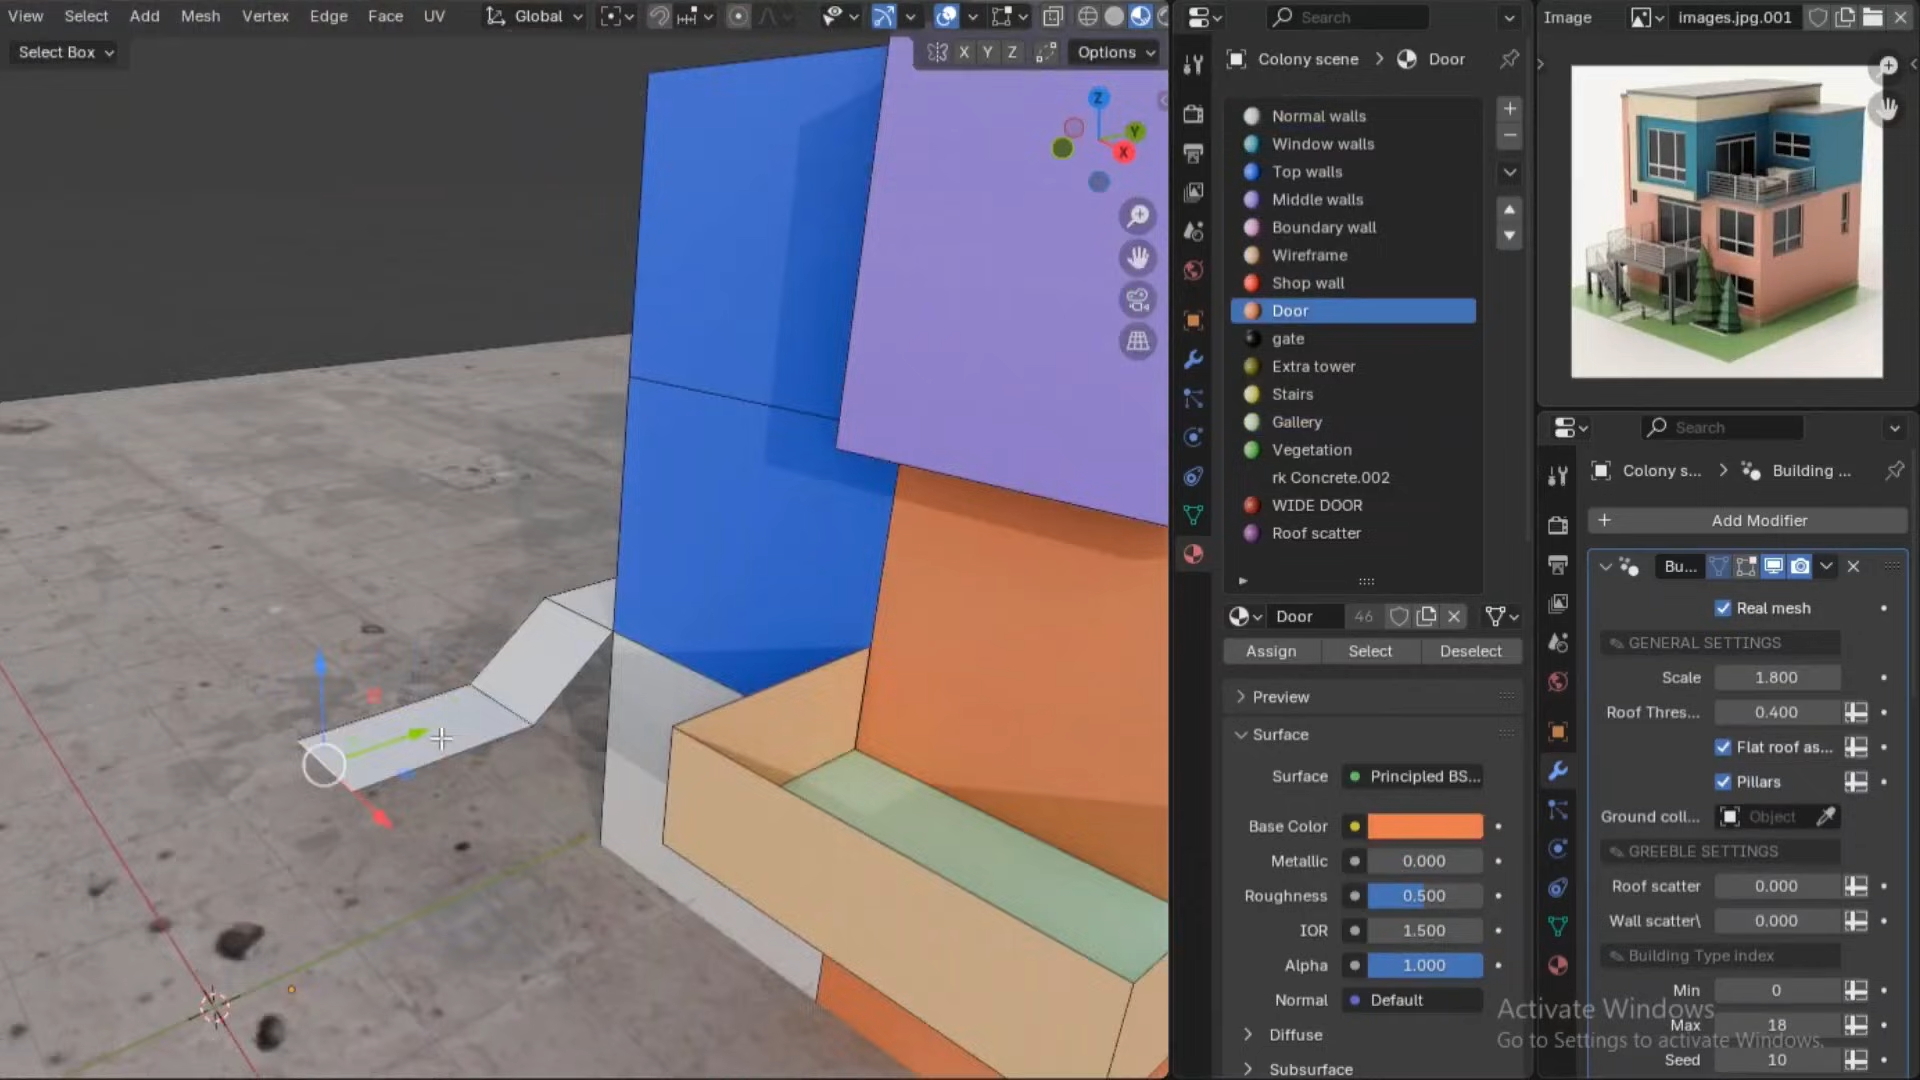 View Select Add Mesh Vertex Edge Face UV Global
Select Box
X Y Z Options
Z
Y
X
Search
Colony scene > Door
Normal walls
Window walls
Top walls
Middle walls
Boundary wall
Wireframe
Shop wall
Door
gate
Extra tower
Stairs
Gallery
Vegetation
rk Concrete.002
WIDE DOOR
Roof scatter
Door 46
Assign Select Deselect
Preview
Surface
Surface Principled BS...
Base Color
Metallic 0.000
Roughness 0.500
IOR 1.500
Alpha 1.000
Normal Default
Diffuse
Subsurface
Image images.jpg.001
Search
Colony s... > Building ...
+ Add Modifier
Bu...
Real mesh
GENERAL SETTINGS
Scale 1.800
Roof Thres... 0.400
Flat roof as...
Pillars
Ground coll... Object
GREEBLE SETTINGS
Roof scatter 0.000
Wall scatter\ 0.000
Building Type index
Min 0
Max 18
Seed 10
Activate Windows
Go to Settings to activate Windows.